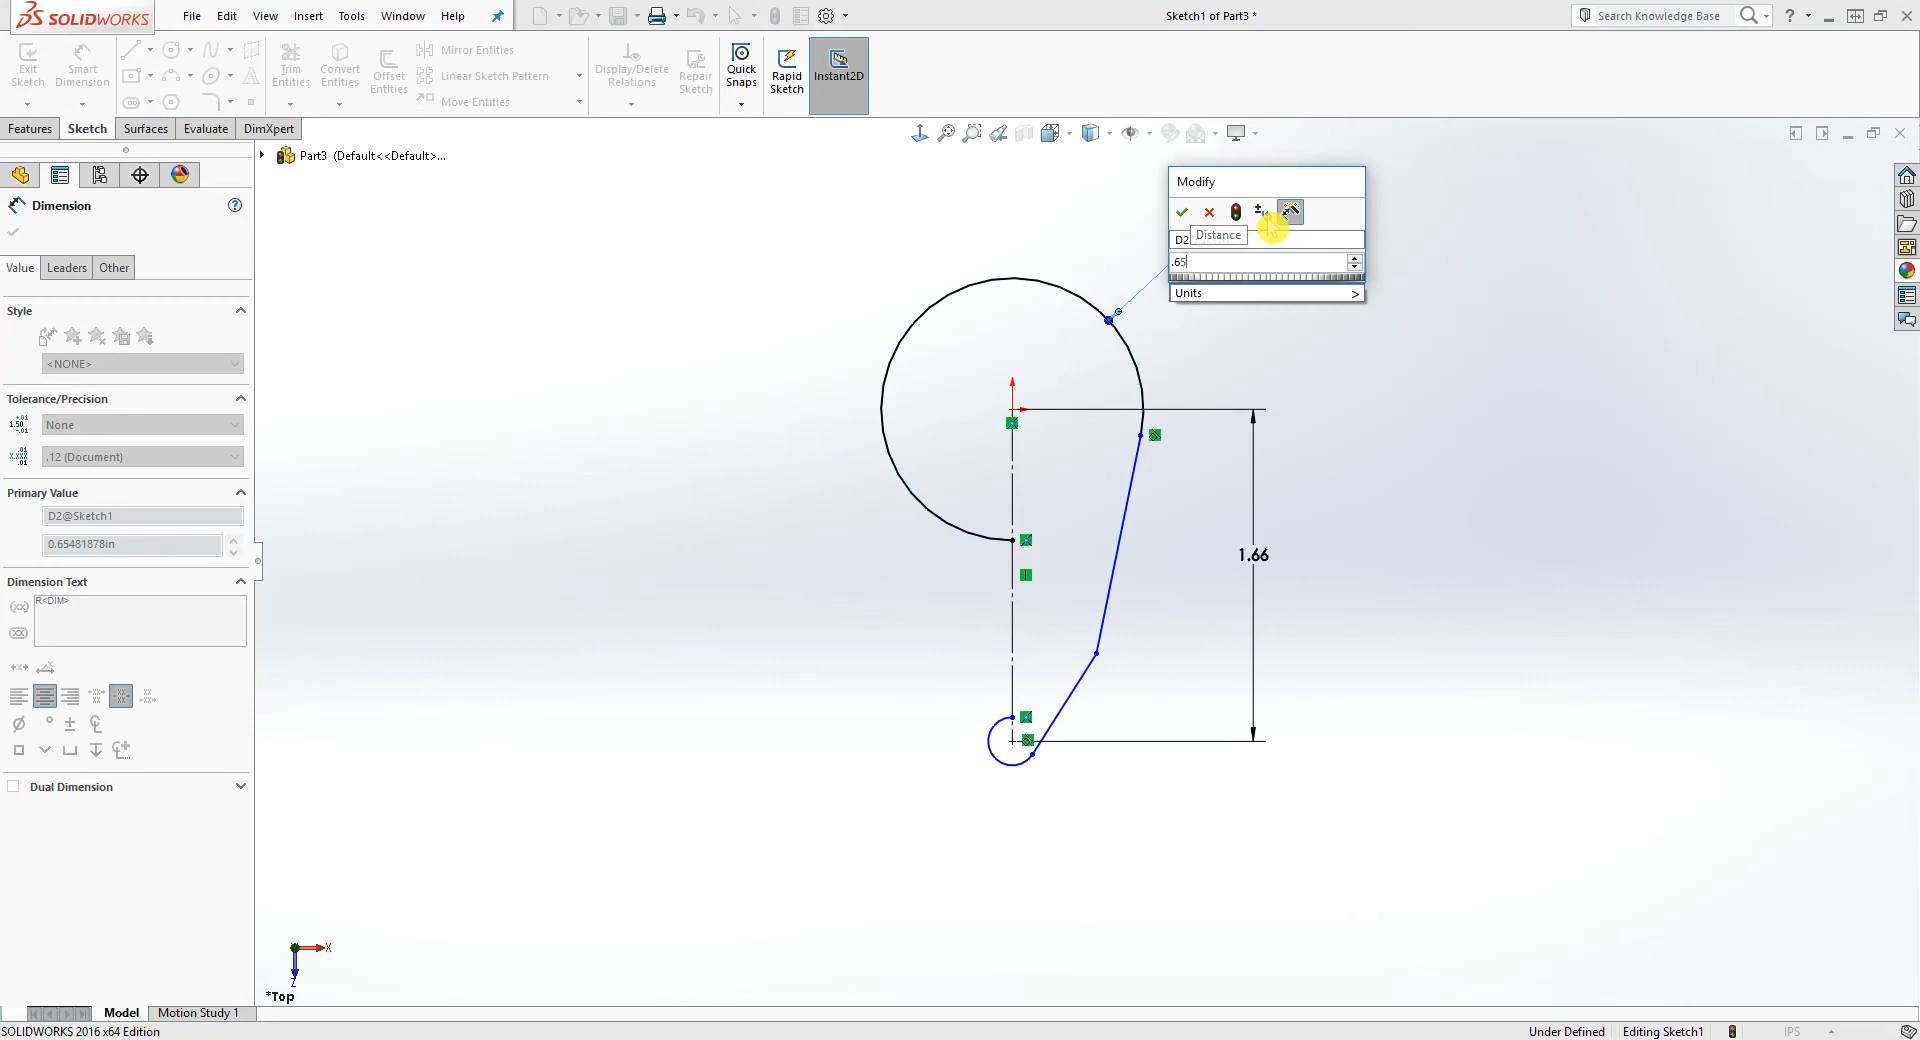 SOLIDWORKS
File Edit View Insert Tools Window Help
Sketch1 of Part3 *
Search Knowledge Base
?
Exit Sketch
Smart Dimension
Trim Entities
Convert Entities
Offset Entities
Mirror Entities
Linear Sketch Pattern
Move Entities
Display/Delete Relations
Repair Sketch
Quick Snaps
Rapid Sketch
Instant2D
Features Sketch Surfaces Evaluate DimXpert
Part3 (Default<<Default>...
Dimension
Value Leaders Other
Style
<NONE>
Tolerance/Precision
None
.12 (Document)
Primary Value
D2@Sketch1
0.65481878in
Dimension Text
R<DIM>
Dual Dimension
Modify
D2
Distance
.65
Units >
1.66
X
Z
*Top
Model Motion Study 1
SOLIDWORKS 2016 x64 Edition
Under Defined Editing Sketch1 IPS